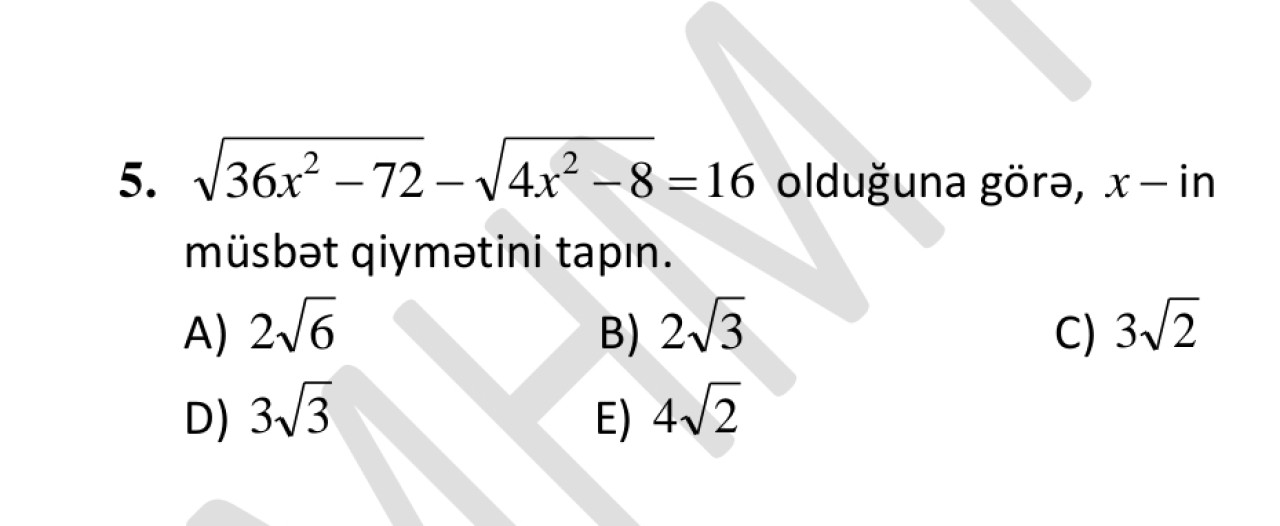 5. √(36x² − 72) − √(4x² − 8) = 16 olduğuna görə, x − in
müsbət qiymətini tapın.
A) 2√6 B) 2√3 C) 3√2
D) 3√3 E) 4√2